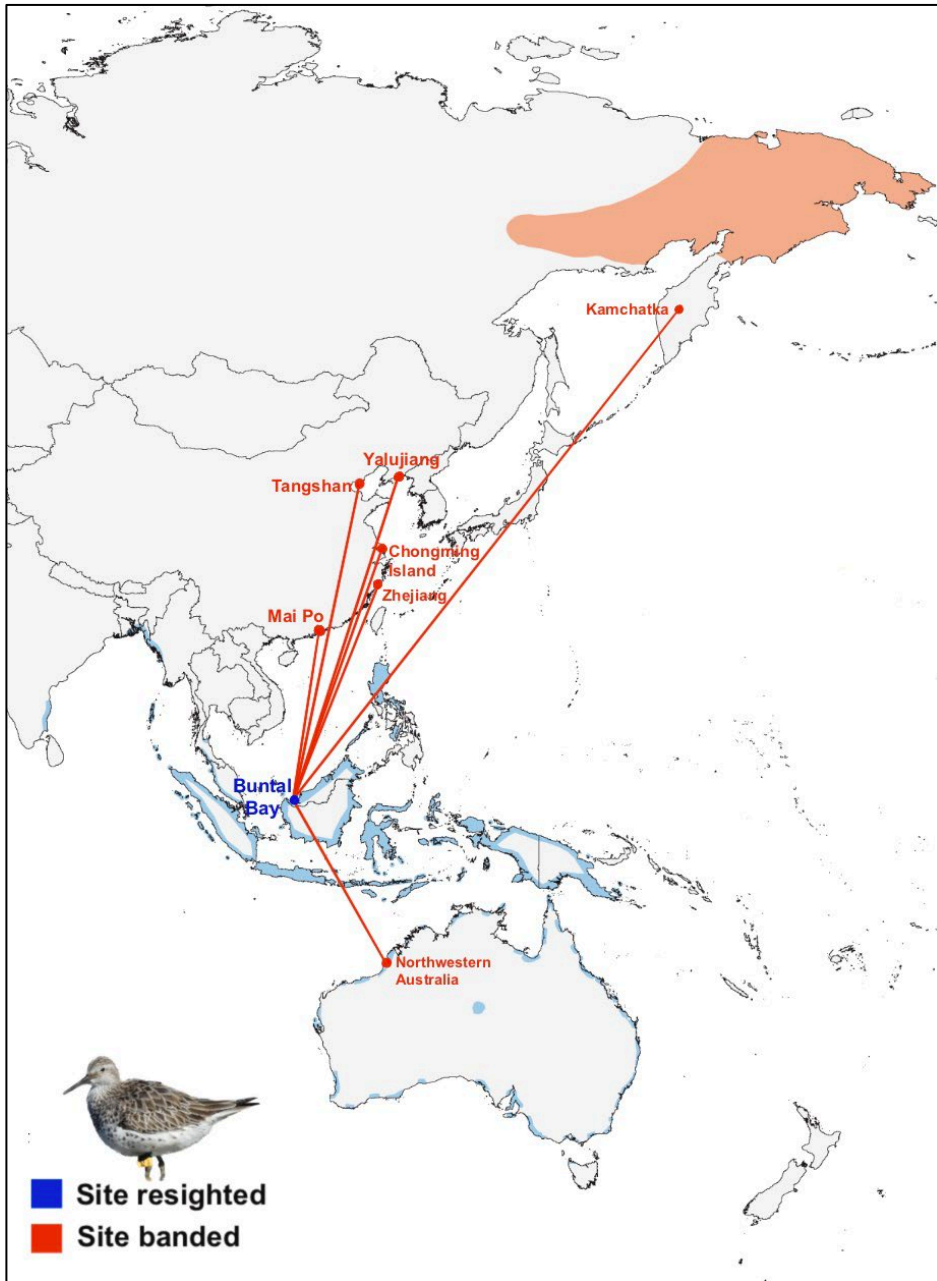 Kamchatka
Yalujiang
Tangshan
Chongming
Island
Zhejiang
Mai Po
Buntal
Bay
Northwestern
Australia
Site resighted
Site banded